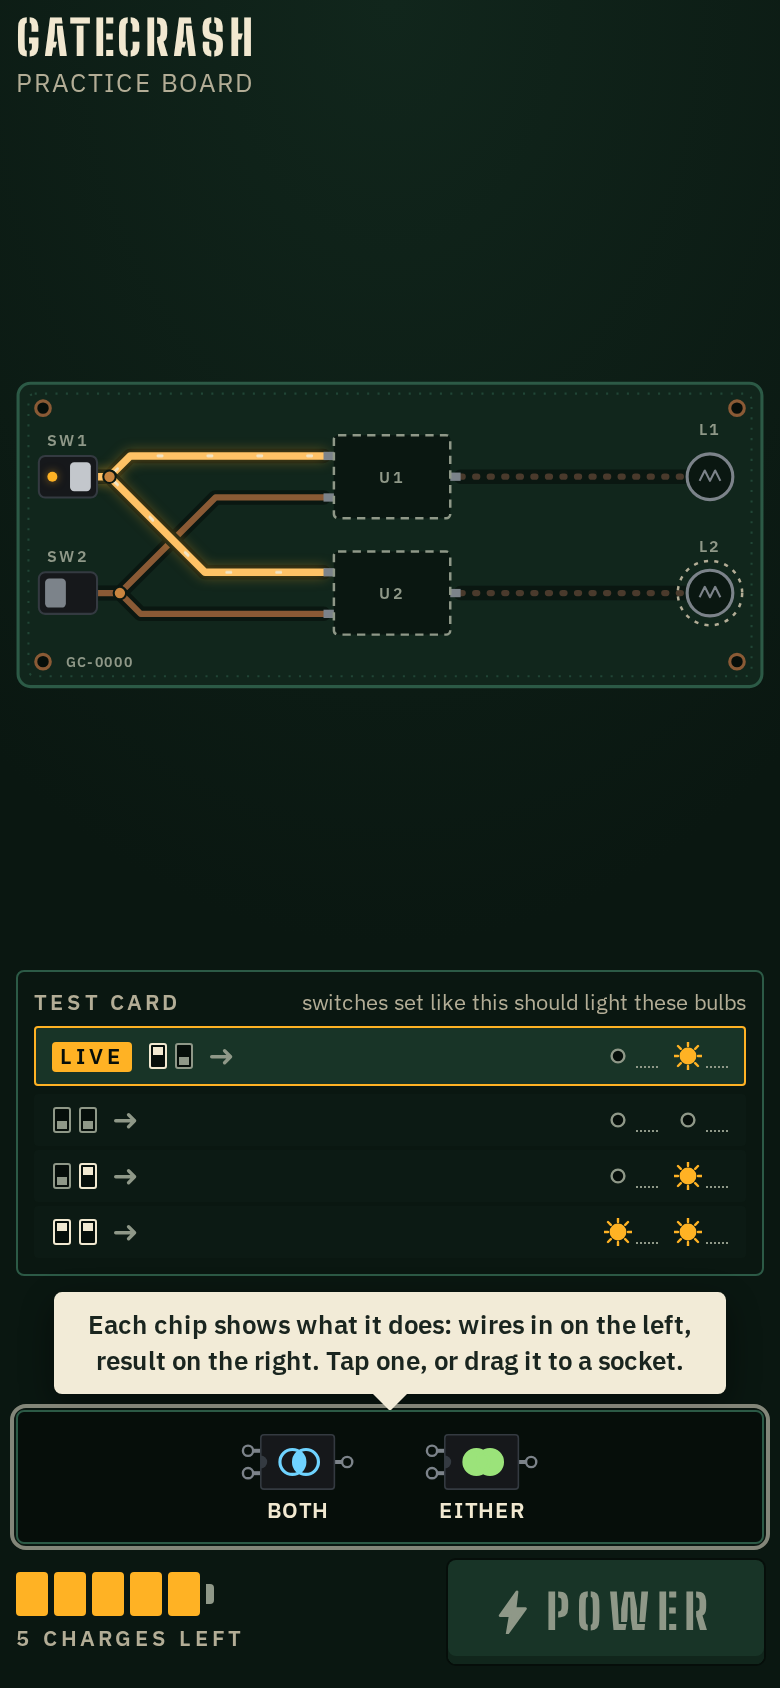 GATECRASH
PRACTICE BOARD
SW1
L1
U1
SW2
L2
U2
GC-0000
TEST CARD
switches set like this should light these bulbs
LIVE
Each chip shows what it does: wires in on the left,
result on the right. Tap one, or drag it to a socket.
BOTH
EITHER
5 CHARGES LEFT
POWER